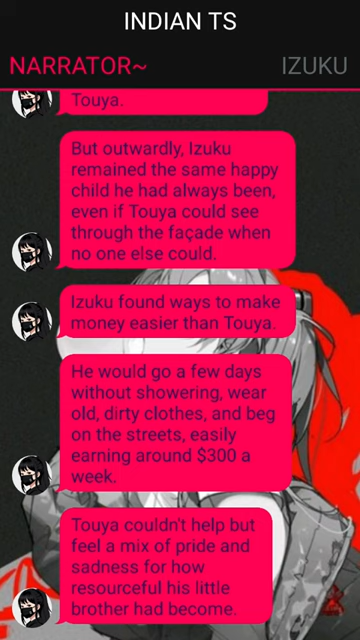 INDIAN TS
NARRATOR~ IZUKU
Touya.
But outwardly, Izuku
remained the same happy
child he had always been,
even if Touya could see
through the façade when
no one else could.
Izuku found ways to make
money easier than Touya.
He would go a few days
without showering, wear
old, dirty clothes, and beg
on the streets, easily
earning around $300 a
week.
Touya couldn't help but
feel a mix of pride and
sadness for how
resourceful his little
brother had become.